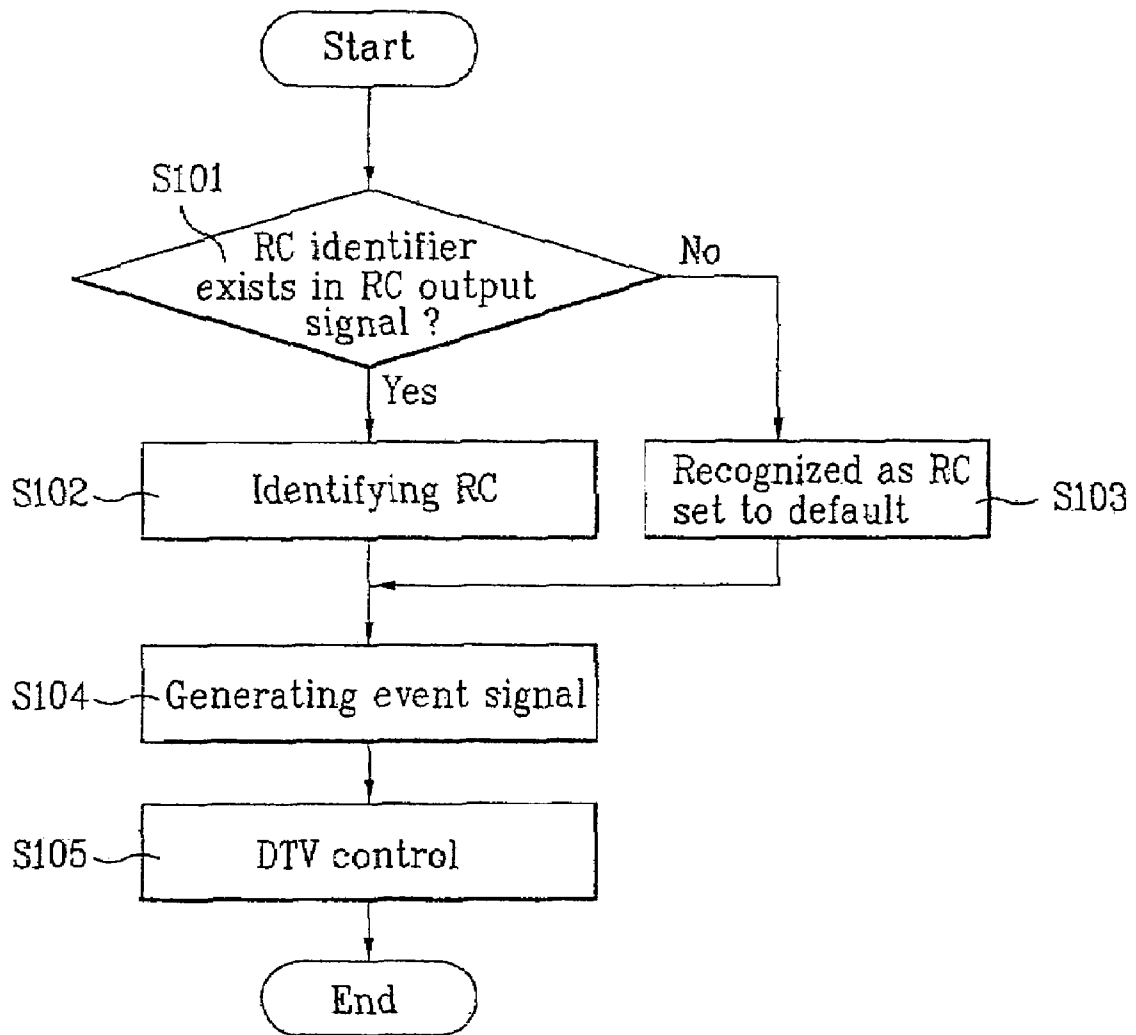 Start
S101
RC identifier
exists in RC output
signal ?
No
Yes
S102
Identifying RC
Recognized as RC
set to default
S103
S104
Generating event signal
S105
DTV control
End